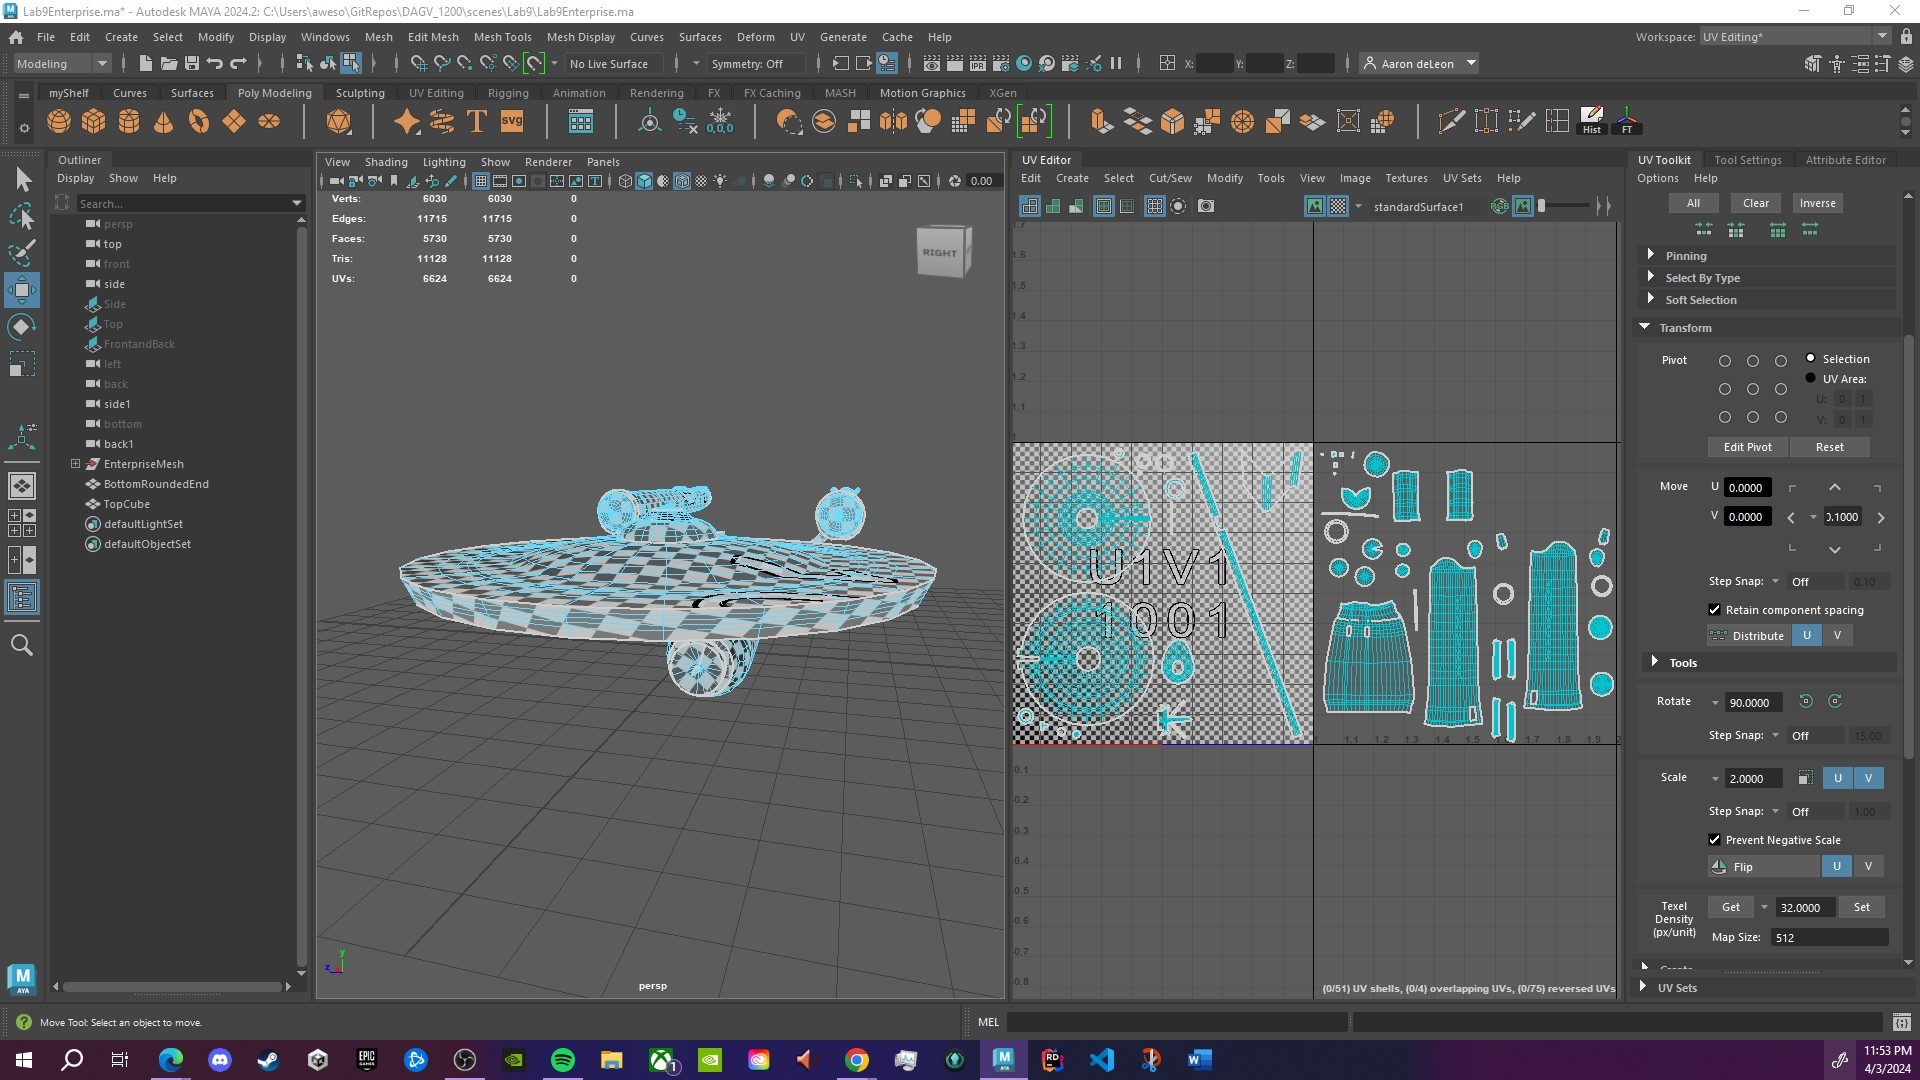 Lab9Enterprise.ma* - Autodesk MAYA 2024.2: C:\Users\aweso\GitRepos\DAGV_1200\scenes\Lab9\Lab9Enterprise.ma
File Edit Create Select Modify Display Windows Mesh Edit Mesh Mesh Tools Mesh Display Curves Surfaces Deform UV Generate Cache Help
Workspace: UV Editing*
Modeling
No Live Surface
Symmetry: Off
X: Y: Z:
Aaron deLeon
myShelf Curves Surfaces Poly Modeling Sculpting UV Editing Rigging Animation Rendering FX FX Caching MASH Motion Graphics XGen
SVG
0,0,0
Hist
FT
Outliner
Display Show Help
Search...
persp
top
front
side
Side
Top
FrontandBack
left
back
side1
bottom
back1
EnterpriseMesh
BottomRoundedEnd
TopCube
defaultLightSet
defaultObjectSet
View Shading Lighting Show Renderer Panels
0.00
Verts: 6030 6030 0
Edges: 11715 11715 0
Faces: 5730 5730 0
Tris: 11128 11128 0
UVs: 6624 6624 0
RIGHT
persp
UV Editor
Edit Create Select Cut/Sew Modify Tools View Image Textures UV Sets Help
standardSurface1
1.7
1.6
1.5
1.4
1.3
1.2
1.1
1
U1V1
1001
1 1.1 1.2 1.3 1.4 1.5 1.7 1.8 1.9
-0.1
-0.2
-0.3
-0.4
-0.5
-0.6
-0.7
-0.8
(0/51) UV shells, (0/4) overlapping UVs, (0/75) reversed UVs
UV Toolkit Tool Settings Attribute Editor
Options Help
All Clear Inverse
Pinning
Select By Type
Soft Selection
Transform
Pivot
Selection
UV Area:
U: 0 1
V: 0 1
Edit Pivot Reset
Move U 0.0000
V 0.0000
0.1000
Step Snap: Off 0.10
Retain component spacing
Distribute U V
Tools
Rotate 90.0000
Step Snap: Off 15.00
Scale 2.0000 U V
Step Snap: Off 1.00
Prevent Negative Scale
Flip U V
Texel Density (px/unit)
Get 32.0000 Set
Map Size: 512
UV Sets
Move Tool: Select an object to move.
MEL
11:53 PM
4/3/2024